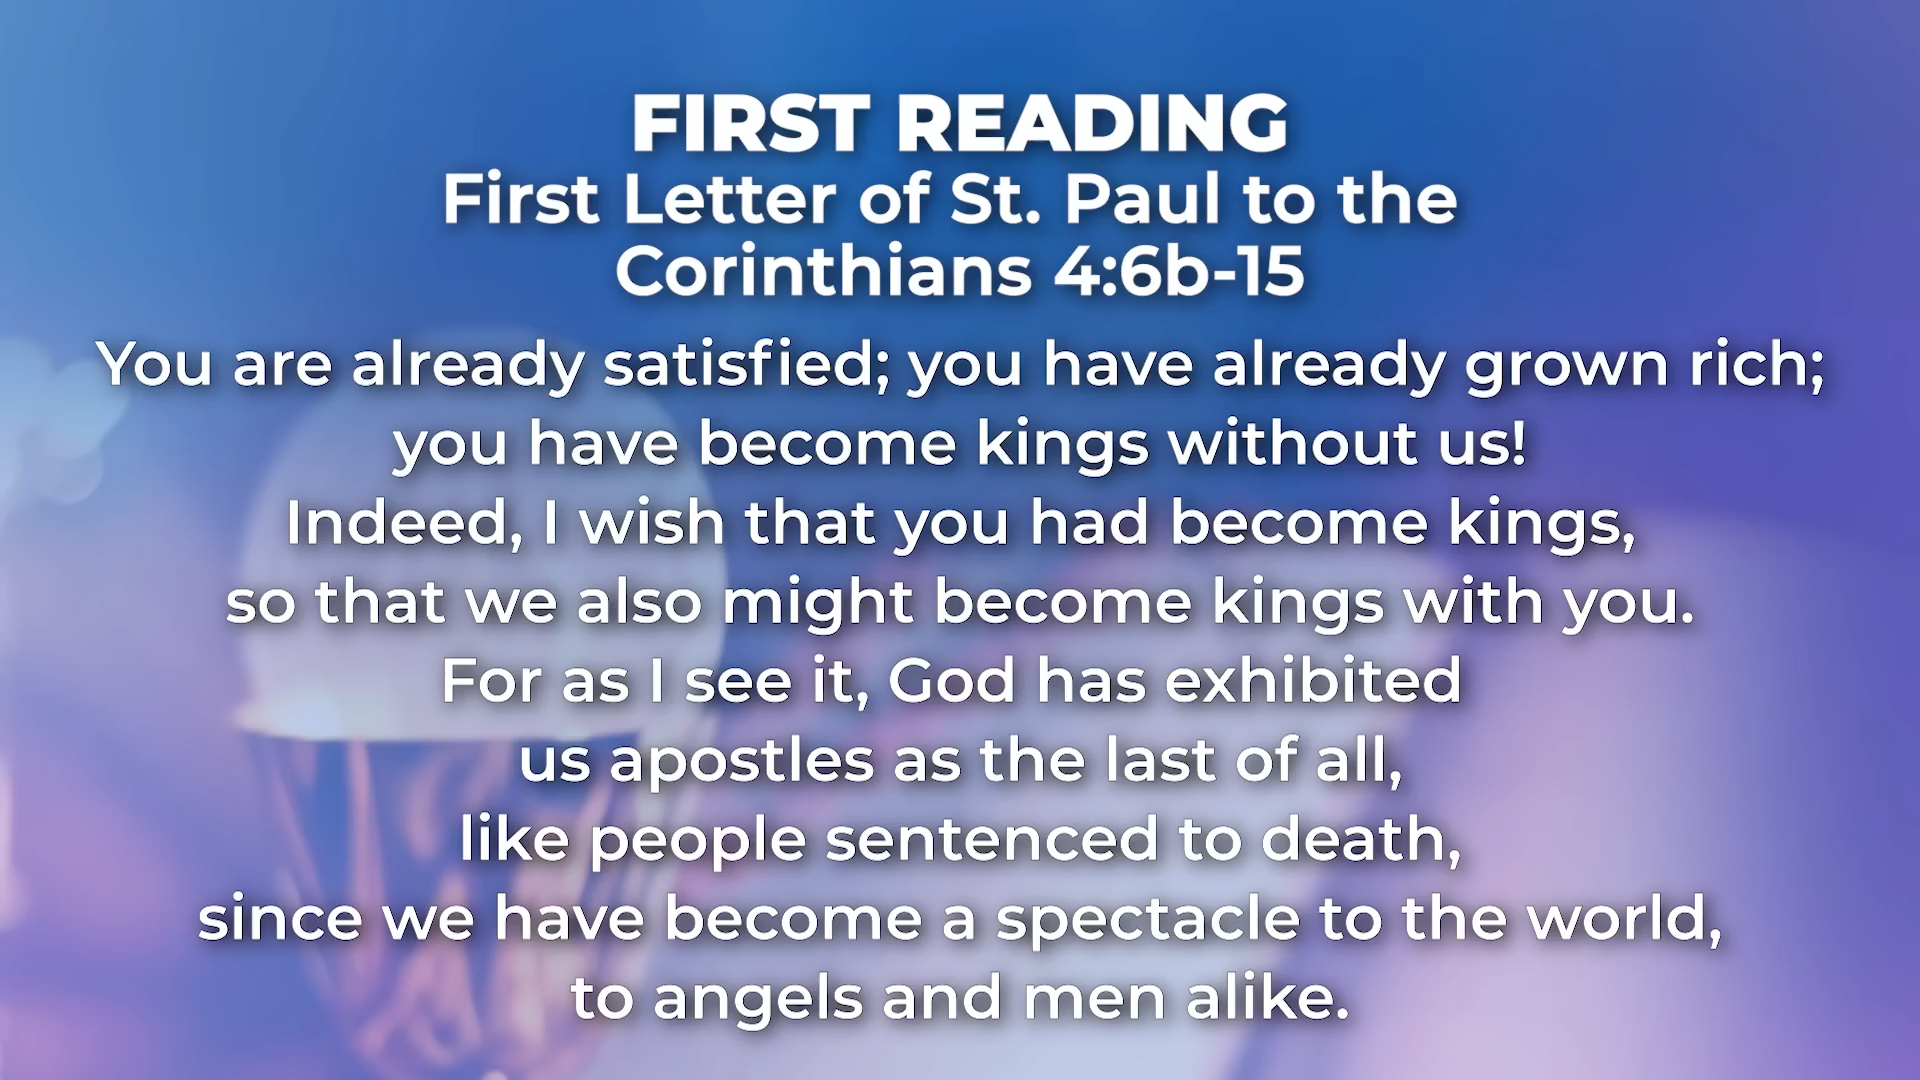 FIRST READING
First Letter of St. Paul to the
Corinthians 4:6b-15
You are already satisfied; you have already grown rich;
you have become kings without us!
Indeed, I wish that you had become kings,
so that we also might become kings with you.
For as I see it, God has exhibited
us apostles as the last of all,
like people sentenced to death,
since we have become a spectacle to the world,
to angels and men alike.